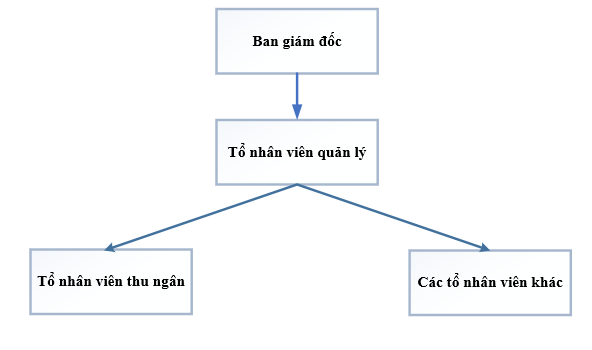 Ban giám đốc
Tổ nhân viên quản lý
Tổ nhân viên thu ngân
Các tổ nhân viên khác